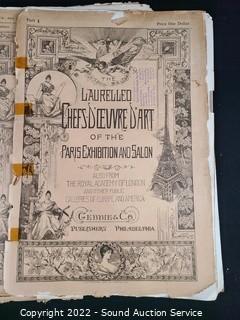 Part 1
Price One Dollar
THE
LAURELLED
CHEFS D'ŒUVRE D'ART
OF THE
PARIS EXHIBITION AND SALON
ALSO FROM
THE ROYAL ACADEMY OF LONDON
AND OTHER PUBLIC
GALLERIES OF EUROPE AND AMERICA
GEBBIE & CO.
PUBLISHERS PHILADELPHIA
Copyright 2022 - Sound Auction Service